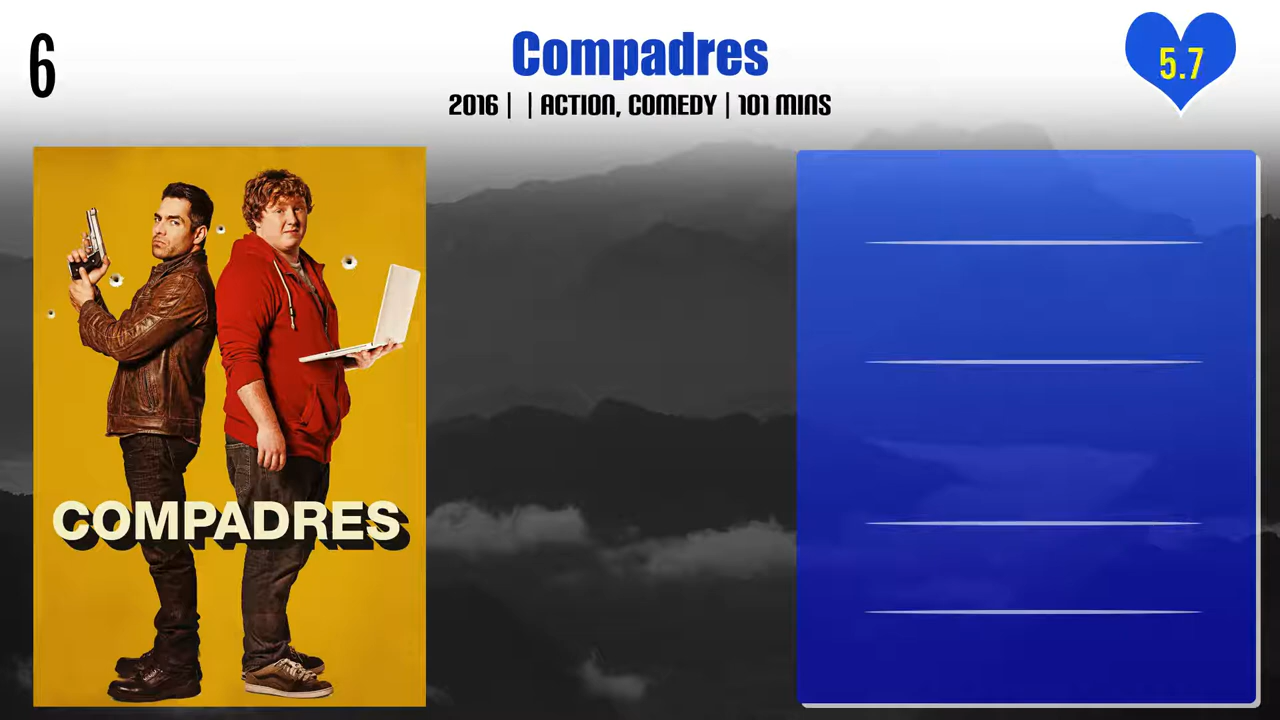 6
Compadres
5.7
2016 | | ACTION, COMEDY | 101 MINS
COMPADRES